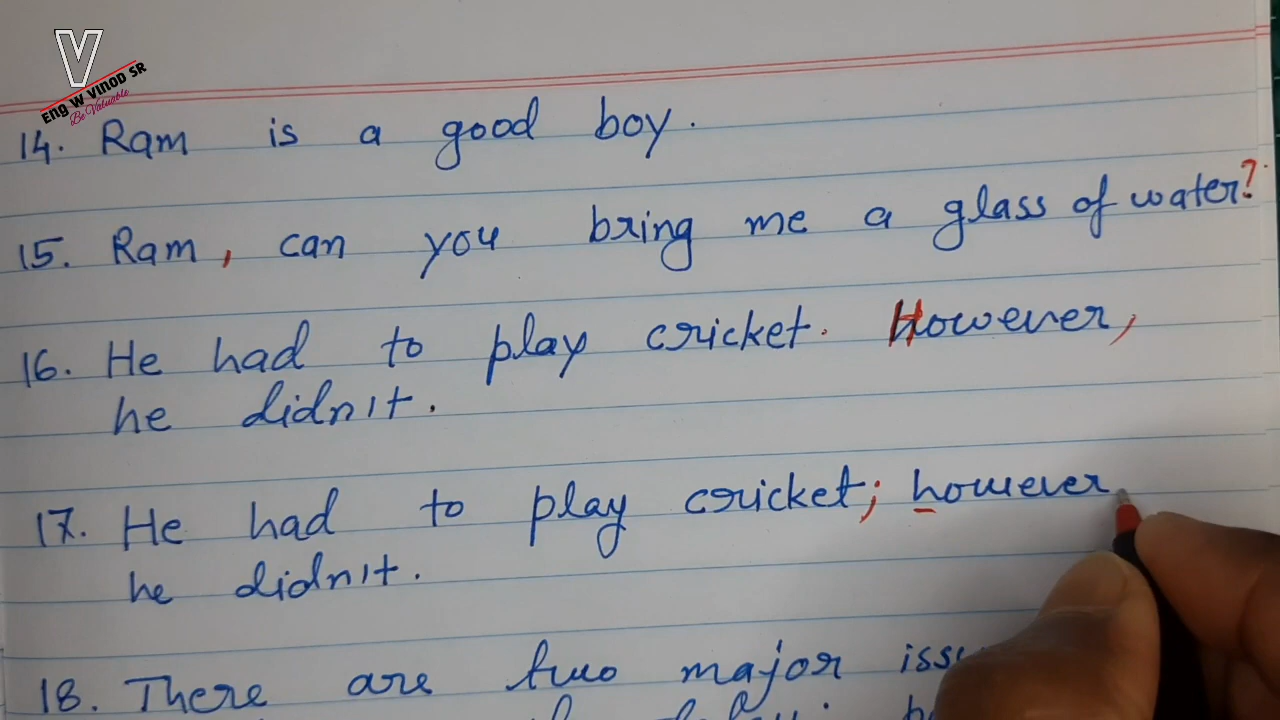 V
ENG W VINOD SR
Be Valuable
14. Ram is a good boy.
15. Ram, can you bring me a glass of water?
16. He had to play cricket. However,
he didn't.
17. He had to play cricket; however
he didn't.
18. There are two major